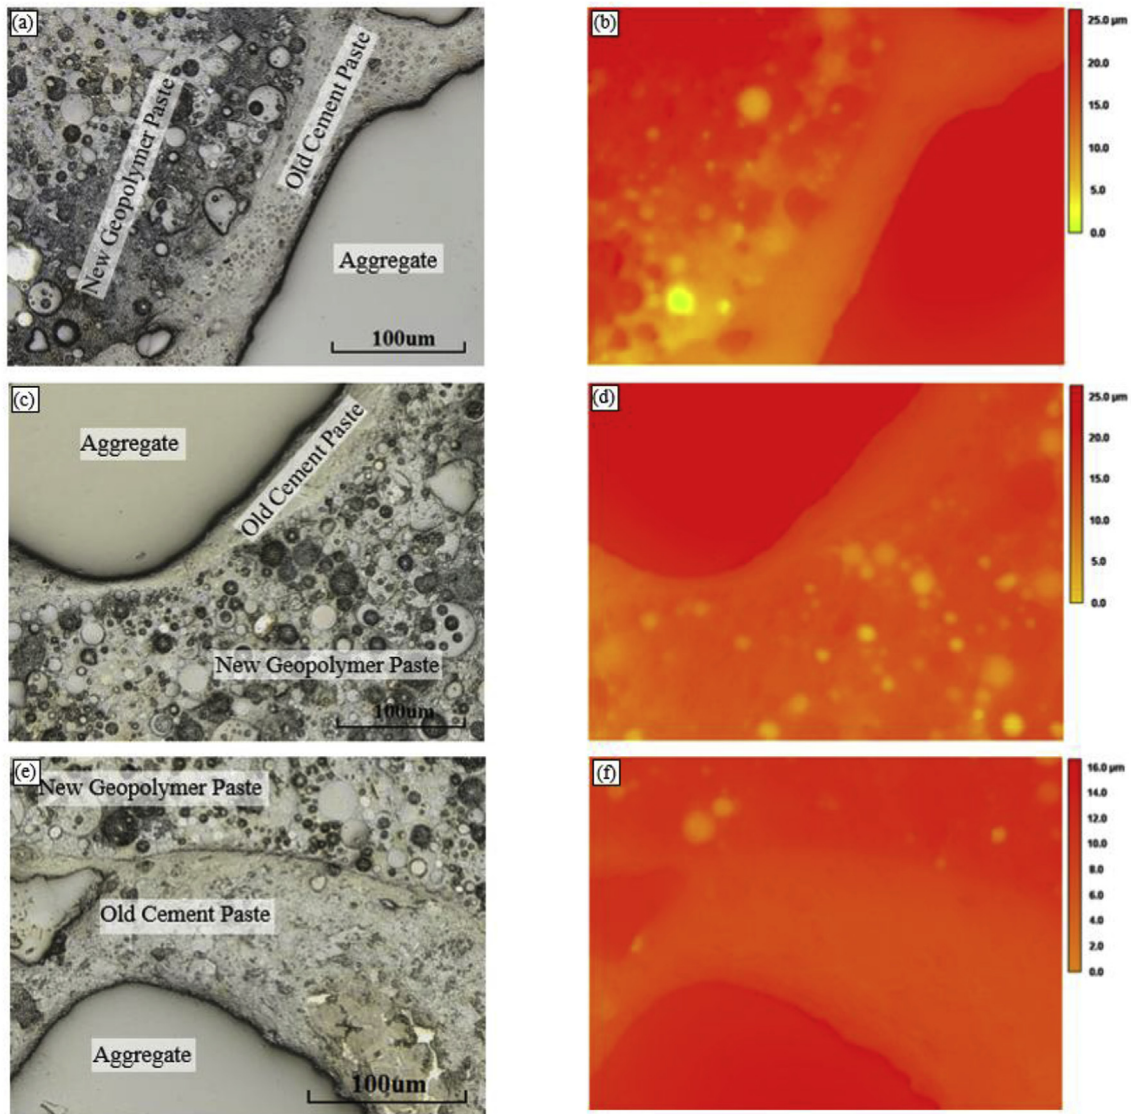 (a)
New Geopolymer Paste
Old Cement Paste
Aggregate
100um
(b)
25.0 μm
20.0
15.0
10.0
5.0
0.0
(c)
Aggregate
Old Cement Paste
New Geopolymer Paste
100um
(d)
25.0 μm
20.0
15.0
10.0
5.0
0.0
(e)
New Geopolymer Paste
Old Cement Paste
Aggregate
100um
(f)
16.0 μm
14.0
12.0
10.0
8.0
6.0
4.0
2.0
0.0